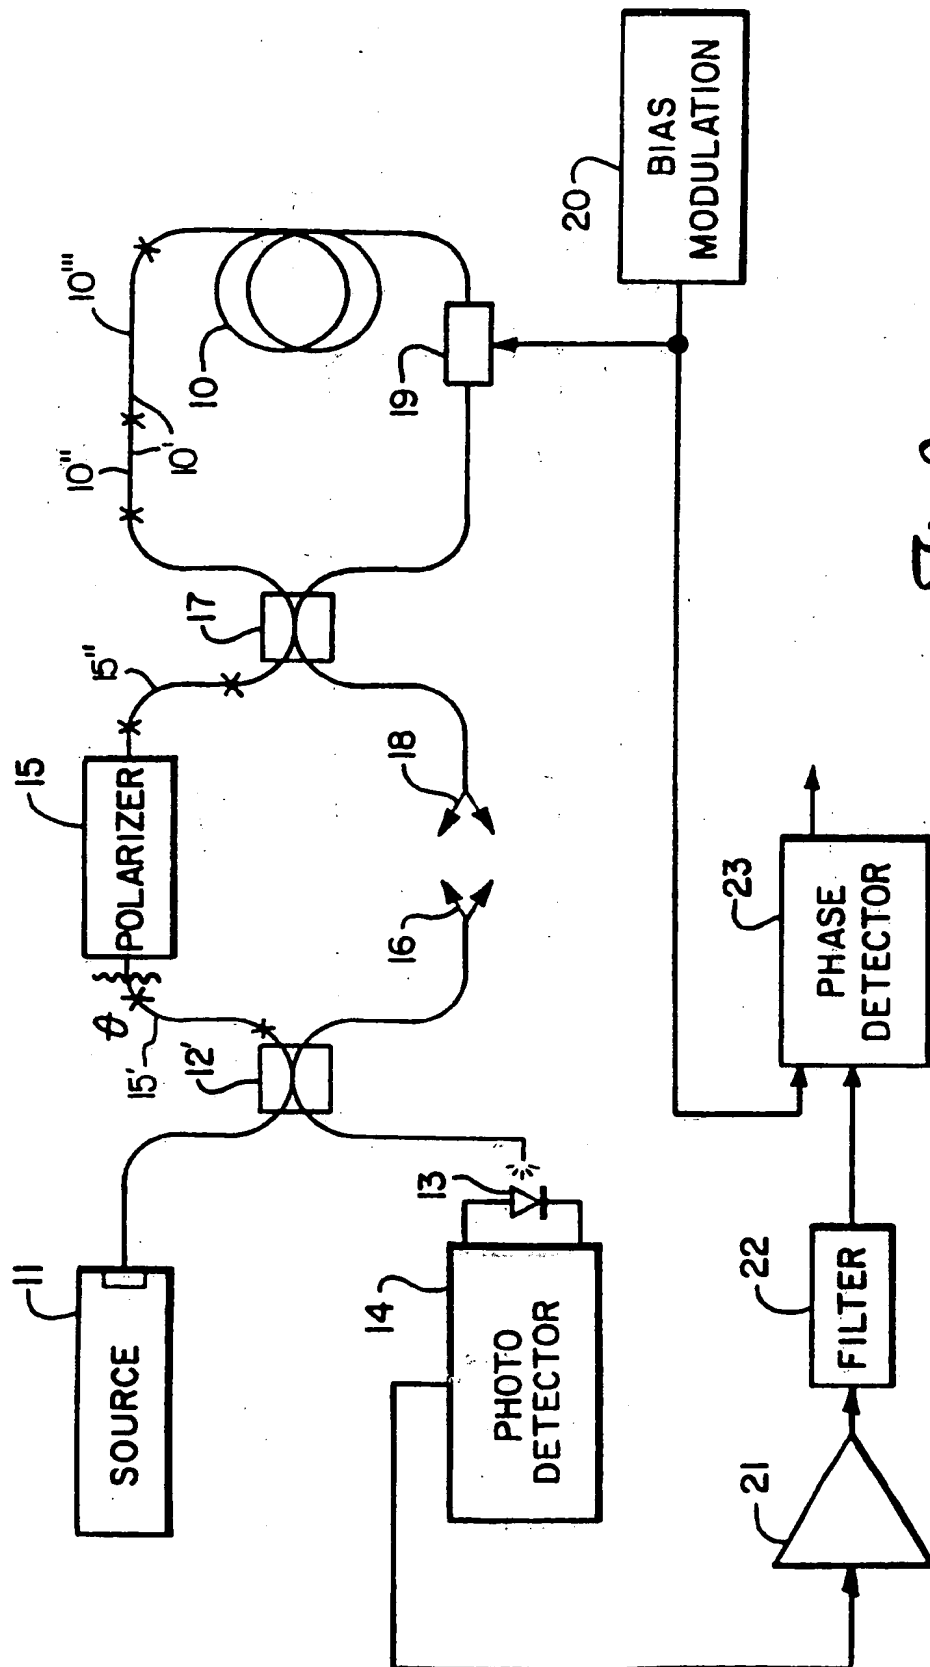 11
SOURCE
12'
15'
θ
15
POLARIZER
15"
17
10"
10'
10'''
10
19
16
18
13
14
PHOTO
DETECTOR
20
BIAS
MODULATION
21
22
FILTER
23
PHASE
DETECTOR